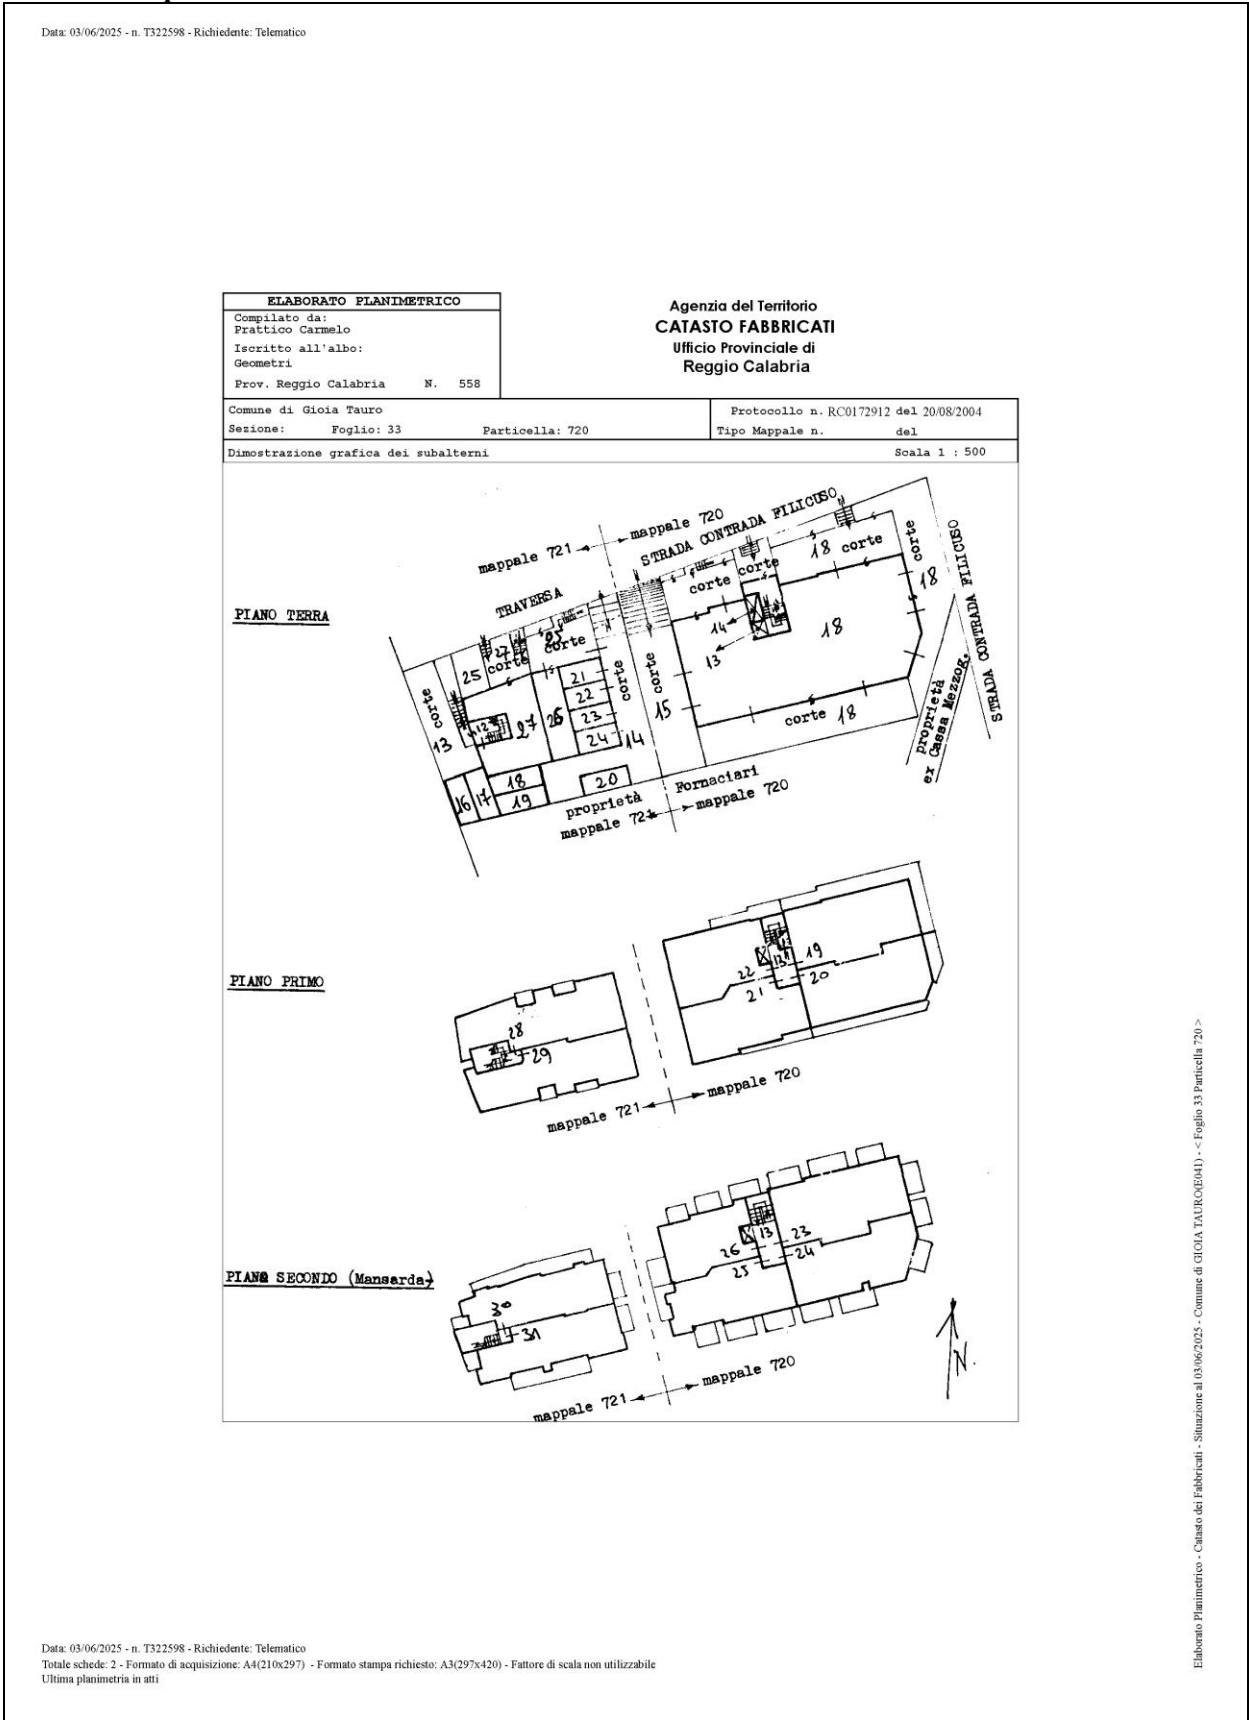 Data: 03/06/2025 - n. T322598 - Richiedente: Telematico
ELABORATO PLANIMETRICO
Compilato da:
Prattico Carmelo
Iscritto all'albo:
Geometri
Prov. Reggio Calabria N. 558
Agenzia del Territorio
CATASTO FABBRICATI
Ufficio Provinciale di
Reggio Calabria
Comune di Gioia Tauro
Sezione: Foglio: 33 Particella: 720
Protocollo n. RC0172912 del 20/08/2004
Tipo Mappale n. del
Dimostrazione grafica dei subalterni
Scala 1 : 500
PIANO TERRA
mappale 721 mappale 720
TRAVERSA
STRADA CONTRADA FILICUSO
STRADA CONTRADA FILICUSO
corte 13
25
27
corte
25
corte
12
27
26
21
22
23
24
corte
14
corte
15
16
17
18
19
20
corte
corte
18 corte
corte
18
14
13
18
corte 18
proprietà
ex Cassa Mezzog.
proprietà Fornaciari
mappale 721 mappale 720
PIANO PRIMO
28
29
22
21
13
19
20
mappale 721 mappale 720
PIANO SECONDO (Mansarda)
30
31
26
25
13
23
24
mappale 721 mappale 720
N.
Data: 03/06/2025 - n. T322598 - Richiedente: Telematico
Totale schede: 2 - Formato di acquisizione: A4(210x297) - Formato stampa richiesto: A3(297x420) - Fattore di scala non utilizzabile
Ultima planimetria in atti
Elaborato Planimetrico - Catasto dei Fabbricati - Situazione al 03/06/2025 - Comune di GIOIA TAURO(E041) - < Foglio 33 Particella 720 >